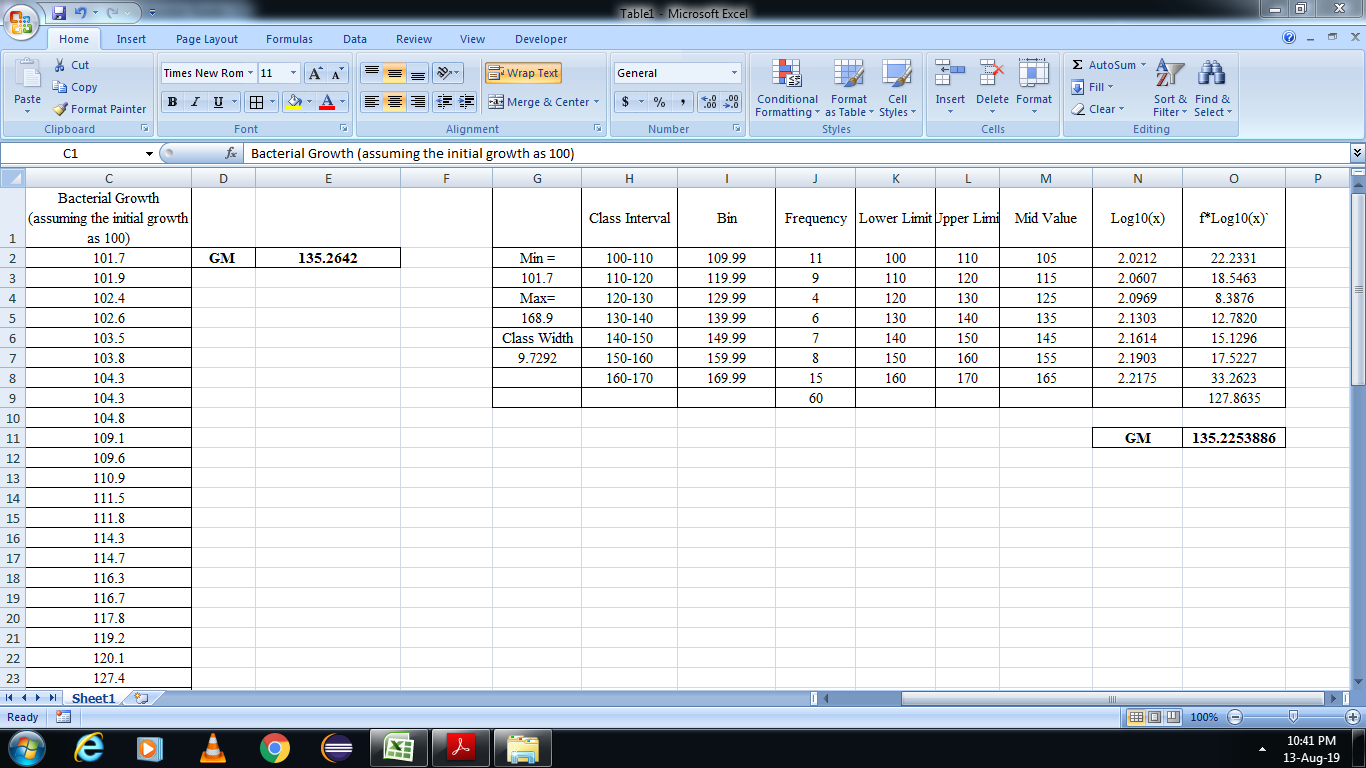 Table1 - Microsoft Excel
Home Insert Page Layout Formulas Data Review View Developer
Paste
Cut
Copy
Format Painter
Clipboard
Times New Rom 11 A A
B I U A
Font
Wrap Text
Merge & Center
Alignment
General
$ % , .0 .00 .00 .0
Number
Conditional Formatting
Format as Table
Cell Styles
Styles
Insert Delete Format
Cells
Σ AutoSum
Fill
Clear
Sort & Filter
Find & Select
Editing
C1 fx Bacterial Growth (assuming the initial growth as 100)
C D E F G H I J K L M N O P
Bacterial Growth
(assuming the initial growth
1 as 100) Class Interval Bin Frequency Lower Limit Upper Limi Mid Value Log10(x) f*Log10(x)`
2 101.7 GM 135.2642 Min = 100-110 109.99 11 100 110 105 2.0212 22.2331
3 101.9 101.7 110-120 119.99 9 110 120 115 2.0607 18.5463
4 102.4 Max= 120-130 129.99 4 120 130 125 2.0969 8.3876
5 102.6 168.9 130-140 139.99 6 130 140 135 2.1303 12.7820
6 103.5 Class Width 140-150 149.99 7 140 150 145 2.1614 15.1296
7 103.8 9.7292 150-160 159.99 8 150 160 155 2.1903 17.5227
8 104.3 160-170 169.99 15 160 170 165 2.2175 33.2623
9 104.3 60 127.8635
10 104.8
11 109.1 GM 135.2253886
12 109.6
13 110.9
14 111.5
15 111.8
16 114.3
17 114.7
18 116.3
19 116.7
20 117.8
21 119.2
22 120.1
23 127.4
Sheet1
Ready 100%
10:41 PM
13-Aug-19